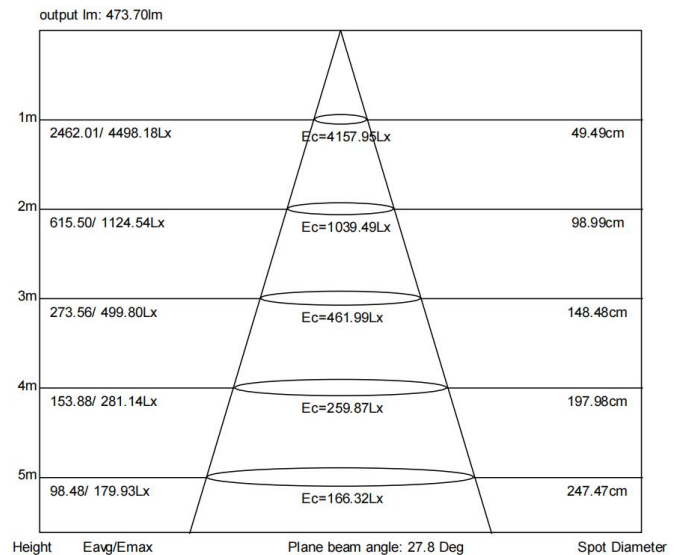 output lm: 473.70lm
1m
2462.01/ 4498.18Lx
Ec=4157.95Lx
49.49cm
2m
615.50/ 1124.54Lx
Ec=1039.49Lx
98.99cm
3m
273.56/ 499.80Lx
Ec=461.99Lx
148.48cm
4m
153.88/ 281.14Lx
Ec=259.87Lx
197.98cm
5m
98.48/ 179.93Lx
Ec=166.32Lx
247.47cm
Height Eavg/Emax Plane beam angle: 27.8 Deg Spot Diameter